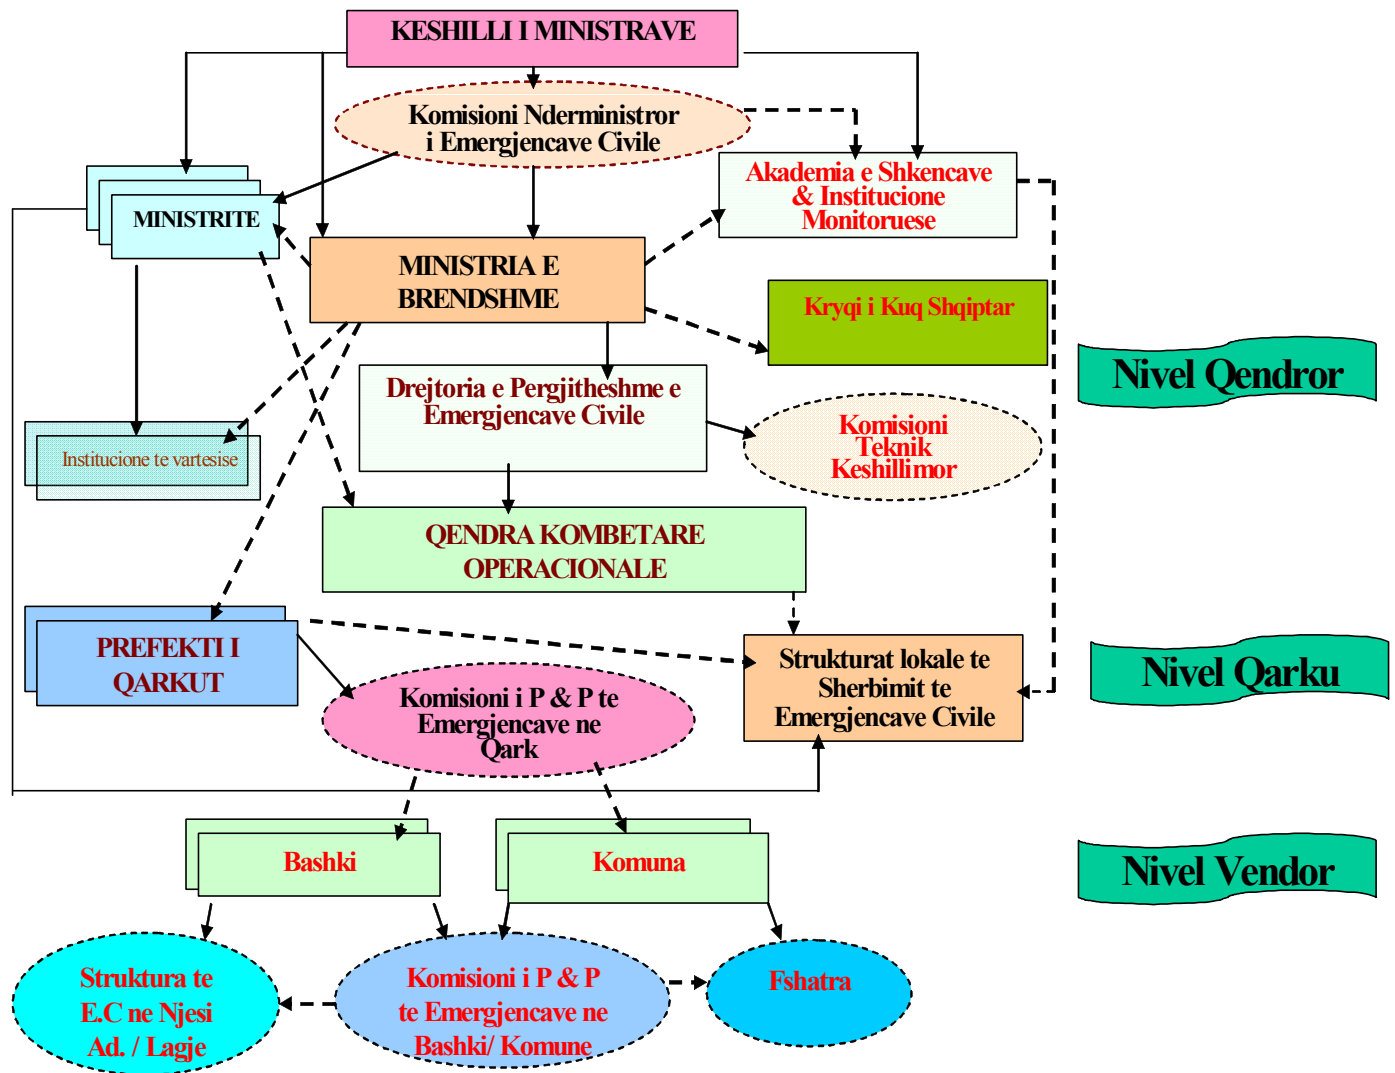 KESHILLI I MINISTRAVE
Komisioni Nderministror
i Emergjencave Civile
Akademia e Shkencave
& Institucione
Monitoruese
MINISTRITE
MINISTRIA E
BRENDSHME
Kryqi i Kuq Shqiptar
Nivel Qendror
Drejtoria e Pergjitheshme e
Emergjencave Civile
Komisioni
Teknik
Keshillimor
Institucione te vartesise
QENDRA KOMBETARE
OPERACIONALE
PREFEKTI I
QARKUT
Strukturat lokale te
Sherbimit te
Emergjencave Civile
Nivel Qarku
Komisioni i P & P te
Emergjencave ne
Qark
Bashki
Komuna
Nivel Vendor
Struktura te
E.C ne Njesi
Ad. / Lagje
Komisioni i P & P
te Emergjencave ne
Bashki/ Komune
Fshatra